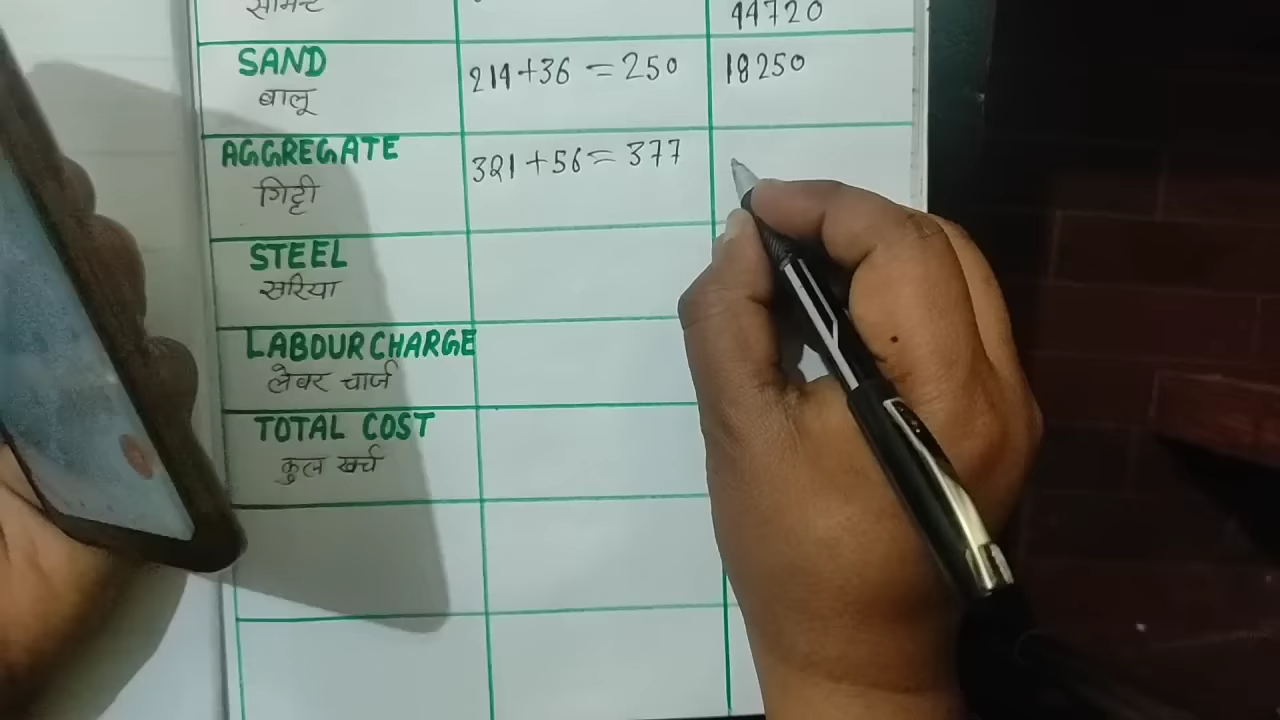 सीमेन्ट
44720
SAND
बालू
214+36 = 250
18250
AGGREGATE
गिट्टी
321+56 = 377
STEEL
सरिया
LABOUR CHARGE
लेबर चार्ज
TOTAL COST
कुल खर्च